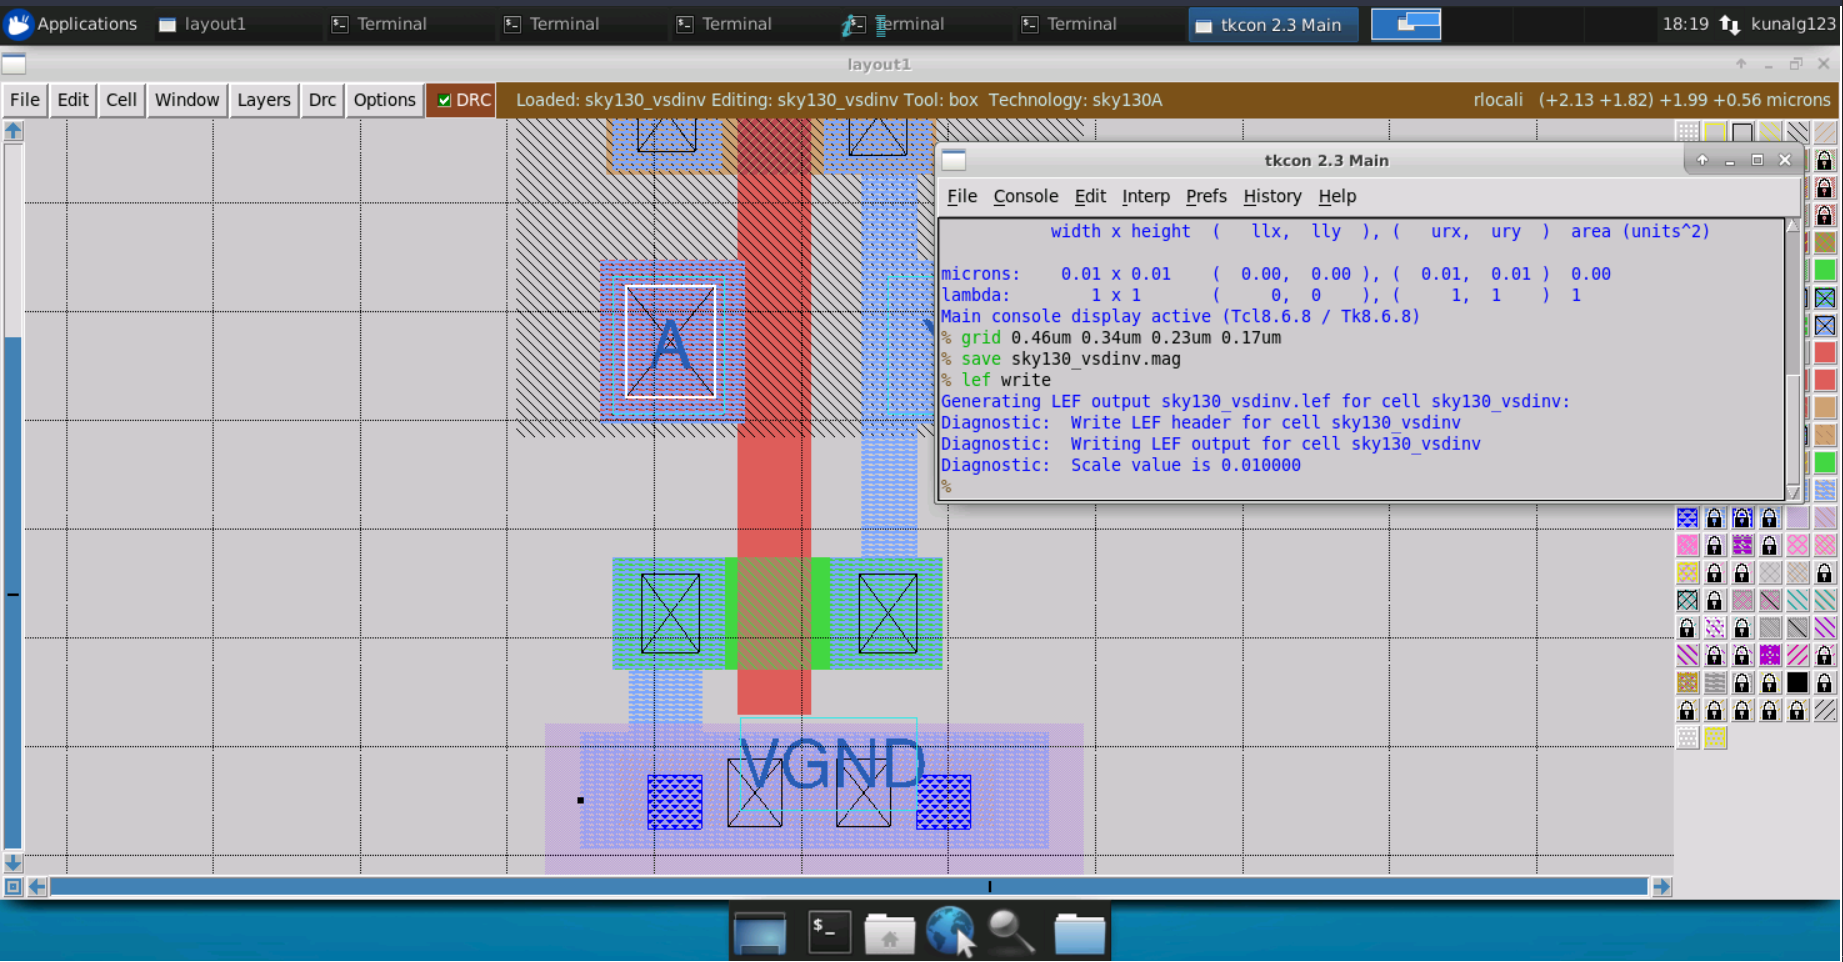 Applications layout1 Terminal Terminal Terminal Terminal Terminal tkcon 2.3 Main 18:19 kunalg123
layout1
File Edit Cell Window Layers Drc Options DRC Loaded: sky130_vsdinv Editing: sky130_vsdinv Tool: box Technology: sky130A rlocali (+2.13 +1.82) +1.99 +0.56 microns
tkcon 2.3 Main
File Console Edit Interp Prefs History Help
width x height ( llx, lly ), ( urx, ury ) area (units^2)
microns: 0.01 x 0.01 ( 0.00, 0.00 ), ( 0.01, 0.01 ) 0.00
lambda: 1 x 1 ( 0, 0 ), ( 1, 1 ) 1
Main console display active (Tcl8.6.8 / Tk8.6.8)
% grid 0.46um 0.34um 0.23um 0.17um
% save sky130_vsdinv.mag
% lef write
Generating LEF output sky130_vsdinv.lef for cell sky130_vsdinv:
Diagnostic: Write LEF header for cell sky130_vsdinv
Diagnostic: Writing LEF output for cell sky130_vsdinv
Diagnostic: Scale value is 0.010000
%
A
VGND
$_